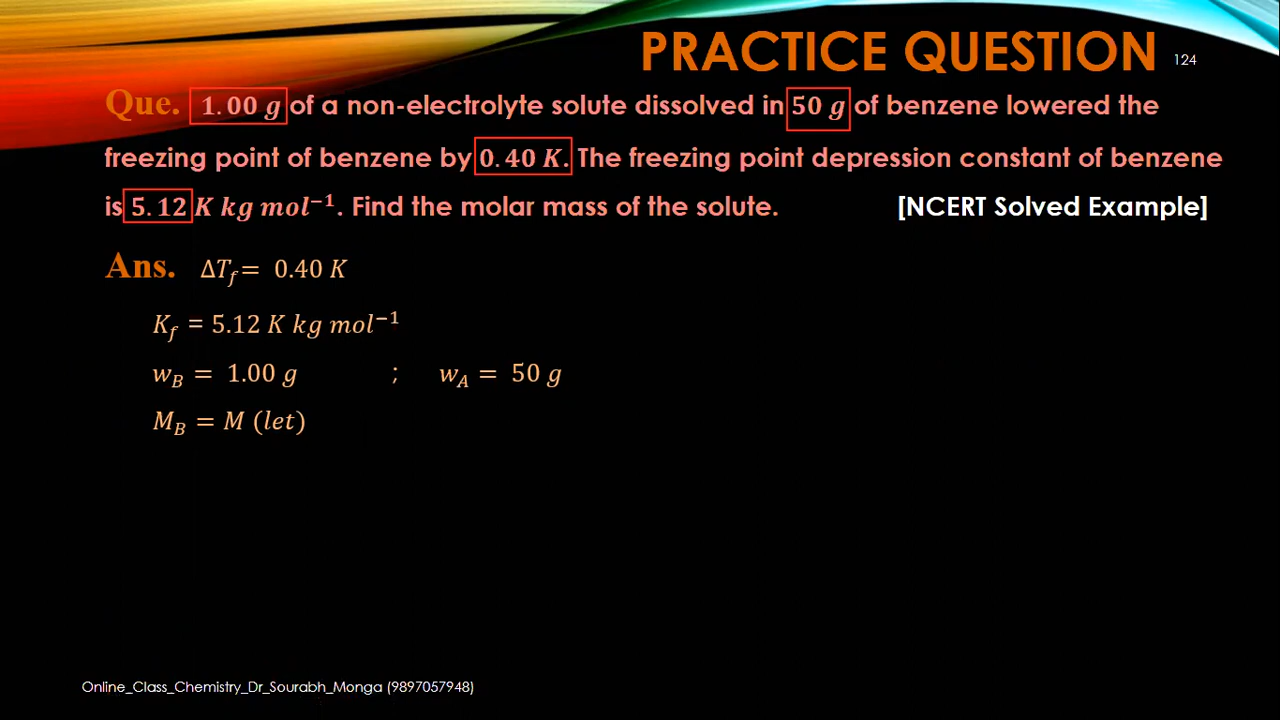 PRACTICE QUESTION
124
Que. 1.00 g of a non-electrolyte solute dissolved in 50 g of benzene lowered the
freezing point of benzene by 0.40 K. The freezing point depression constant of benzene
is 5.12 K kg mol⁻¹. Find the molar mass of the solute. [NCERT Solved Example]
Ans. ΔT_f = 0.40 K
K_f = 5.12 K kg mol⁻¹
w_B = 1.00 g ; w_A = 50 g
M_B = M (let)
Online_Class_Chemistry_Dr_Sourabh_Monga (9897057948)